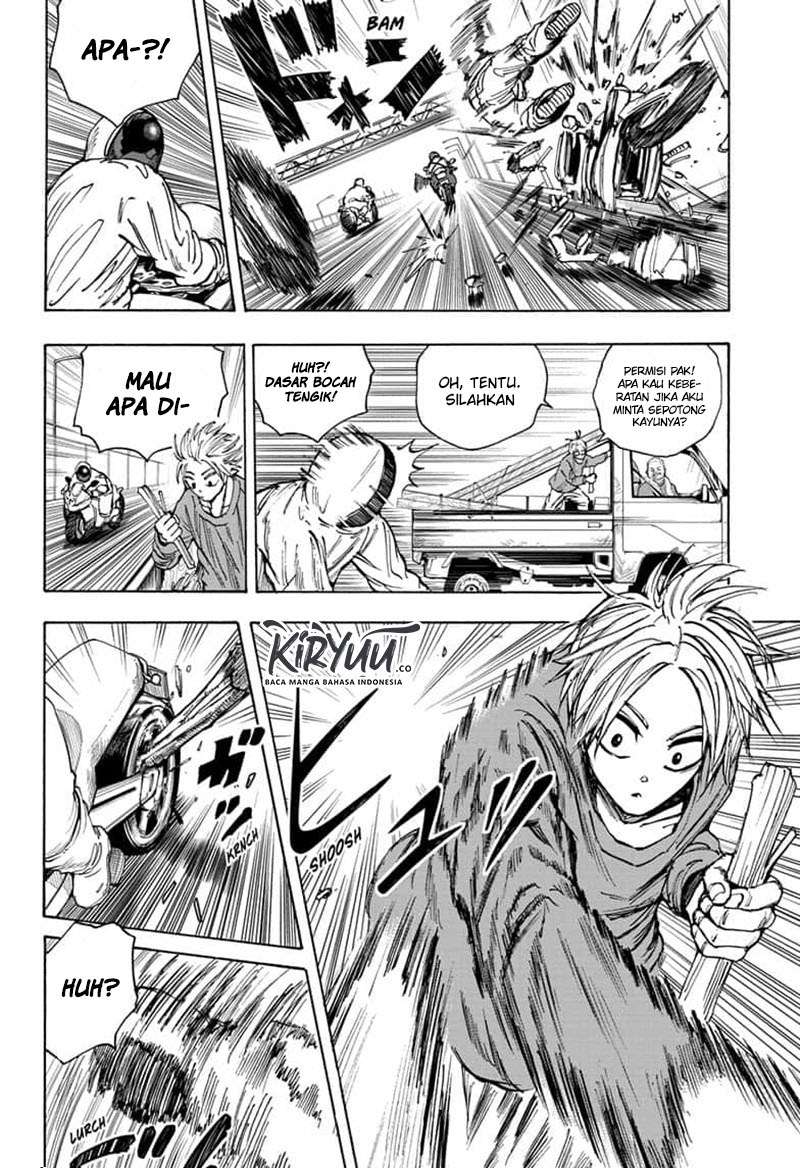 BAM
ドォン
APA-?!
PERMISI PAK!
APA KAU KEBE-
RATAN JIKA AKU
MINTA SEPOTONG
KAYUNYA?
OH, TENTU.
SILAHKAN
HUH?!
DASAR BOCAH
TENGIK!
MAU
APA DI-
KIRYUU.CO
BACA MANGA BAHASA INDONESIA
ヒュッ
SHOOSH
ガッ
KRNCH
HUH?
LURCH